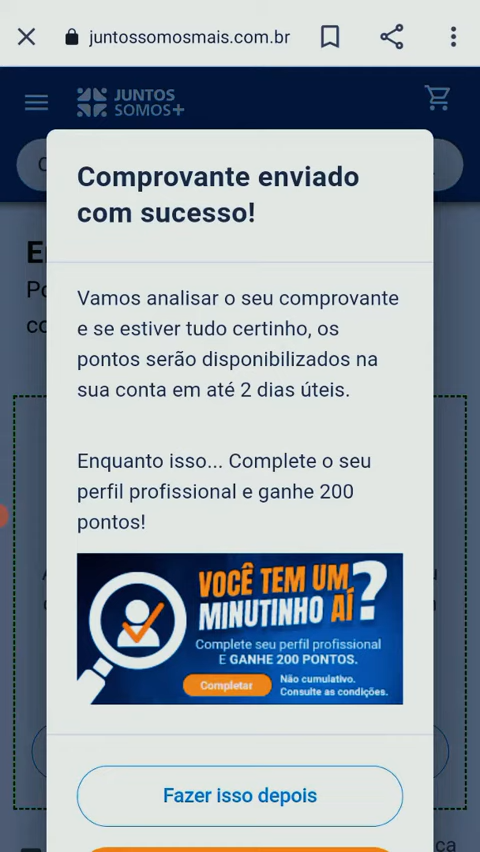 juntossomosmais.com.br
JUNTOS
SOMOS+
Comprovante enviado
com sucesso!
Vamos analisar o seu comprovante
e se estiver tudo certinho, os
pontos serão disponibilizados na
sua conta em até 2 dias úteis.
Enquanto isso... Complete o seu
perfil profissional e ganhe 200
pontos!
VOCÊ TEM UM
MINUTINHO AÍ?
Complete seu perfil profissional
E GANHE 200 PONTOS.
Completar
Não cumulativo.
Consulte as condições.
Fazer isso depois